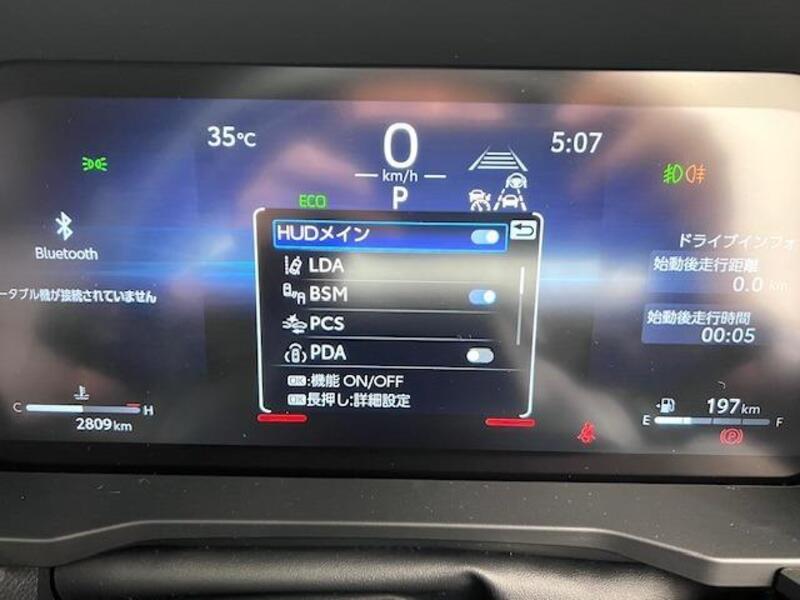 35℃
0
km/h
5:07
ECO
P
Bluetooth
ータブル機が接続されていません
HUDメイン
LDA
BSM
PCS
PDA
OK:機能 ON/OFF
OK長押し:詳細設定
ドライブインフォ
始動後走行距離
0.0 km
始動後走行時間
00:05
C
H
2809km
197km
E
F
P